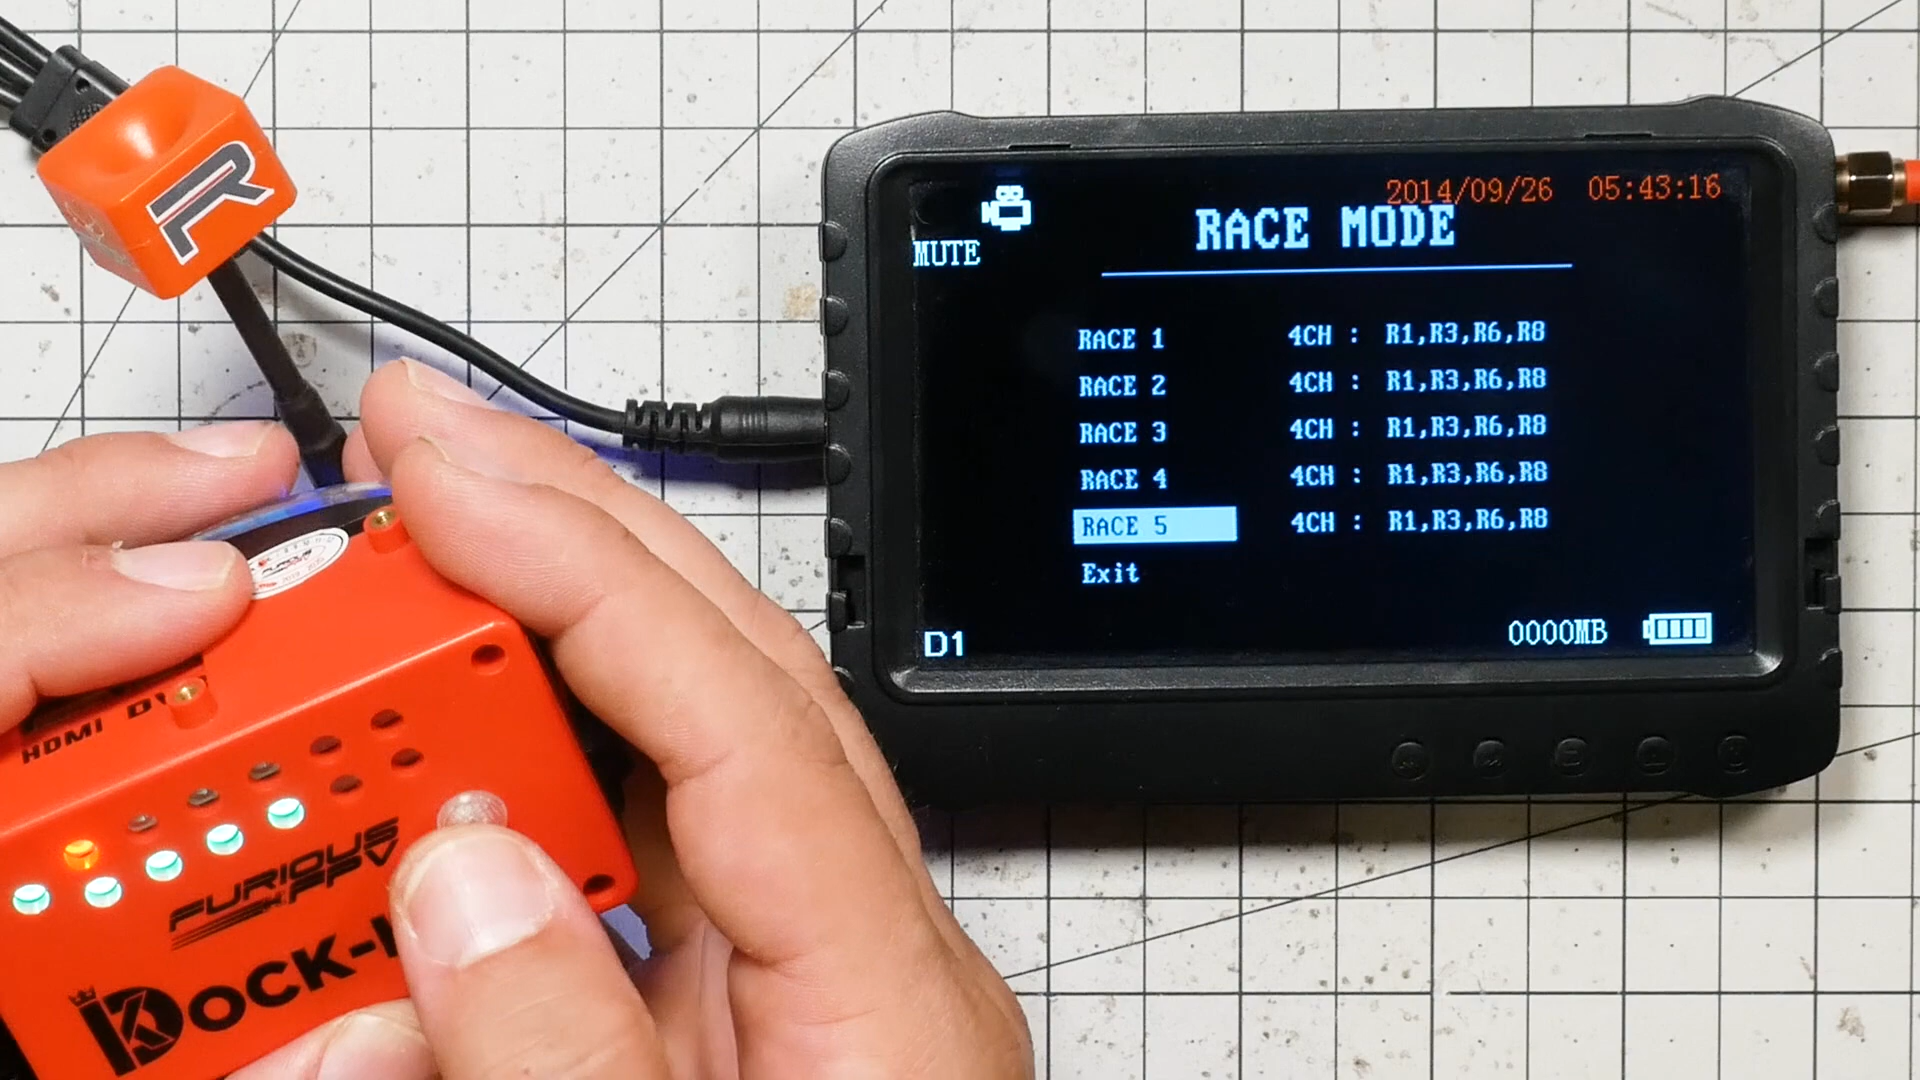 R
2014/09/26 05:43:16
MUTE
RACE MODE
RACE 1 4CH : R1,R3,R6,R8
RACE 2 4CH : R1,R3,R6,R8
RACE 3 4CH : R1,R3,R6,R8
RACE 4 4CH : R1,R3,R6,R8
RACE 5 4CH : R1,R3,R6,R8
Exit
D1 0000MB
HDMI
FURIOUS
FPV
DOCK-